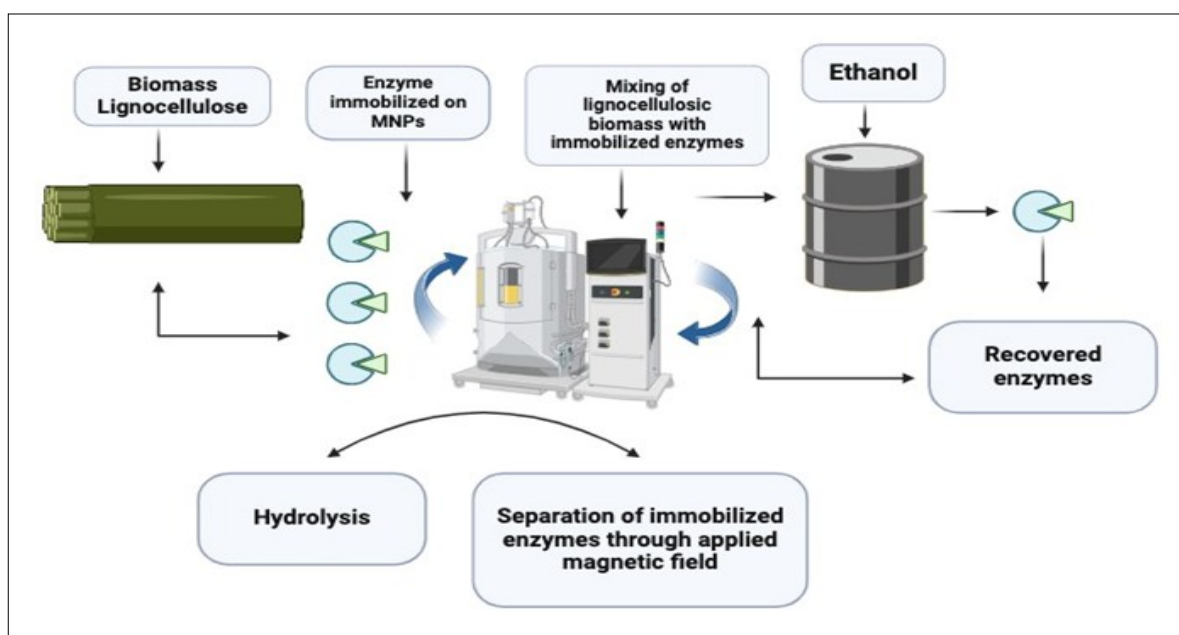 Biomass
Lignocellulose
Enzyme
immobilized on
MNPs
Mixing of
lignocellulosic
biomass with
immobilized enzymes
Ethanol
Recovered
enzymes
Hydrolysis
Separation of immobilized
enzymes through applied
magnetic field